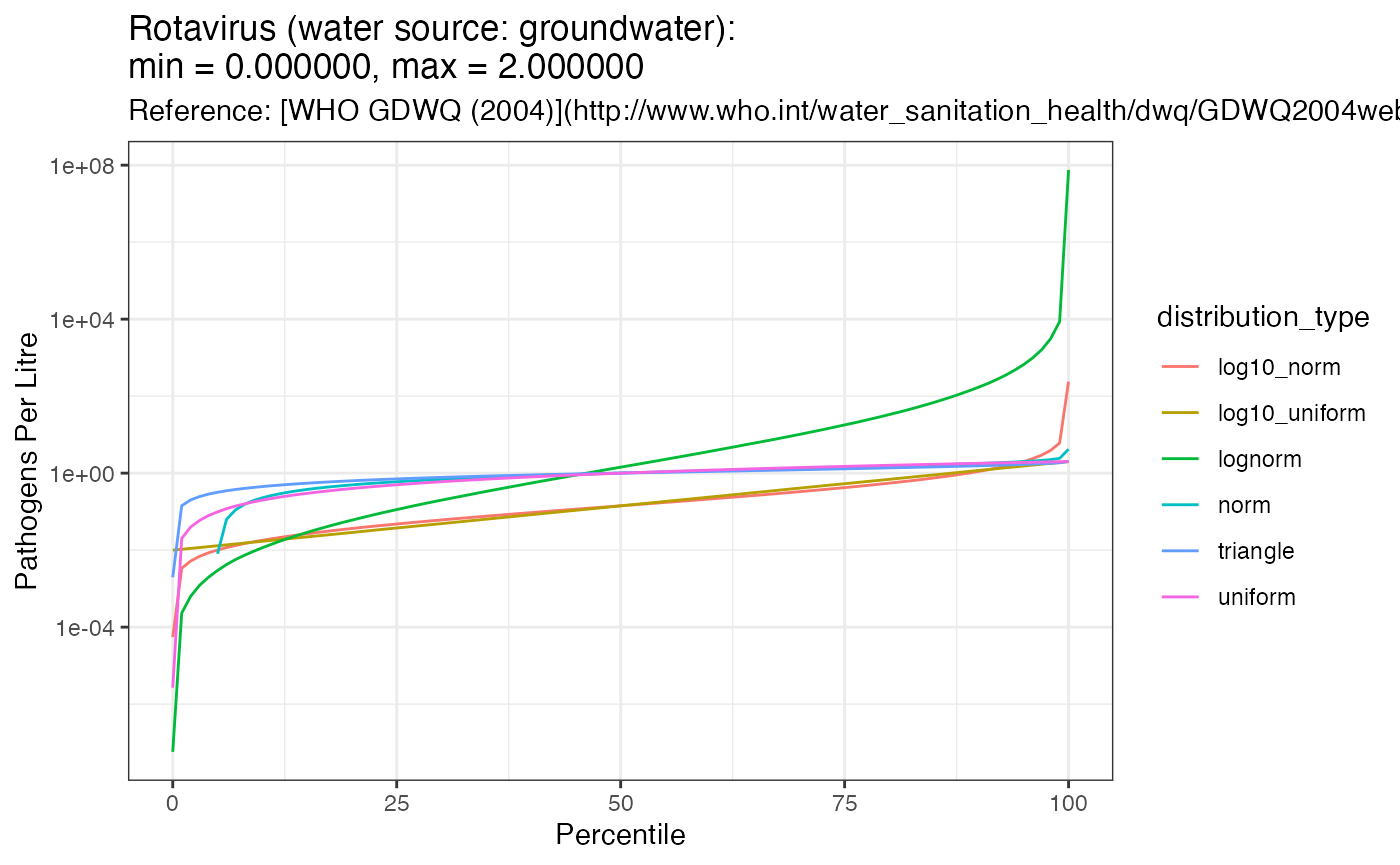 Rotavirus (water source: groundwater):
min = 0.000000, max = 2.000000
Reference: [WHO GDWQ (2004)](http://www.who.int/water_sanitation_health/dwq/GDWQ2004web
1e+08
1e+04
1e+00
1e-04
Pathogens Per Litre
0 25 50 75 100
Percentile
distribution_type
log10_norm
log10_uniform
lognorm
norm
triangle
uniform